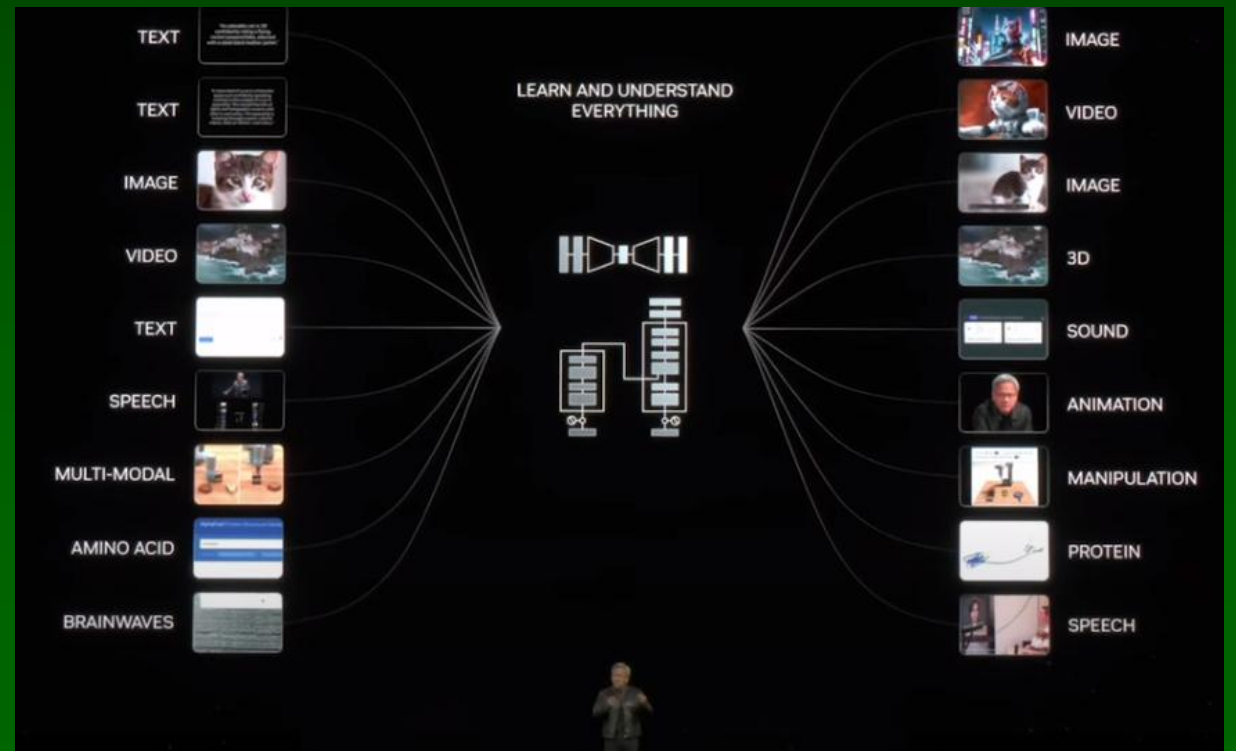 TEXT
TEXT
IMAGE
VIDEO
TEXT
SPEECH
MULTI-MODAL
AMINO ACID
BRAINWAVES
LEARN AND UNDERSTAND
EVERYTHING
IMAGE
VIDEO
IMAGE
3D
SOUND
ANIMATION
MANIPULATION
PROTEIN
SPEECH